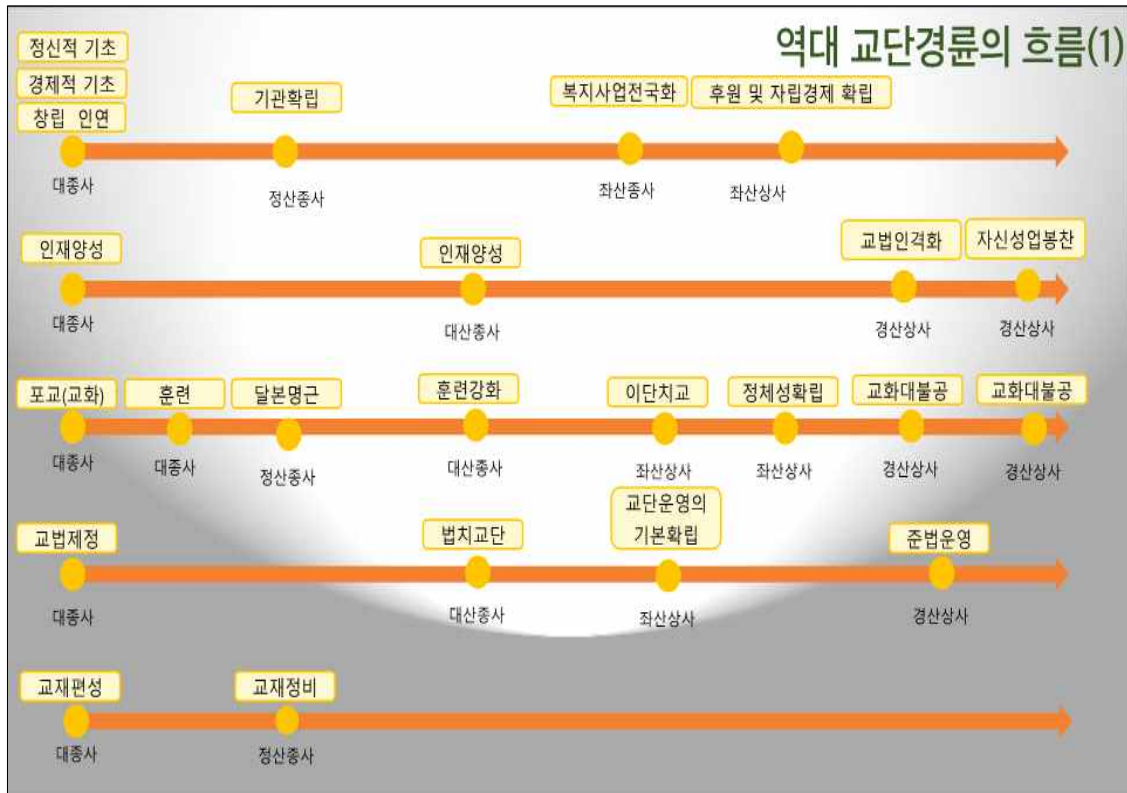 역대 교단경륜의 흐름(1)
정신적 기초
경제적 기초
창립 인연
기관확립
복지사업전국화
후원 및 자립경제 확립
대종사
정산종사
좌산종사
좌산상사
인재양성
인재양성
교법인격화
자신성업봉찬
대종사
대산종사
경산상사
경산상사
포교(교화)
훈련
달본명근
훈련강화
이단치교
정체성확립
교화대불공
교화대불공
대종사
대종사
정산종사
대산종사
좌산상사
좌산상사
경산상사
경산상사
교법제정
법치교단
교단운영의
기본확립
준법운영
대종사
대산종사
좌산상사
경산상사
교재편성
교재정비
대종사
정산종사